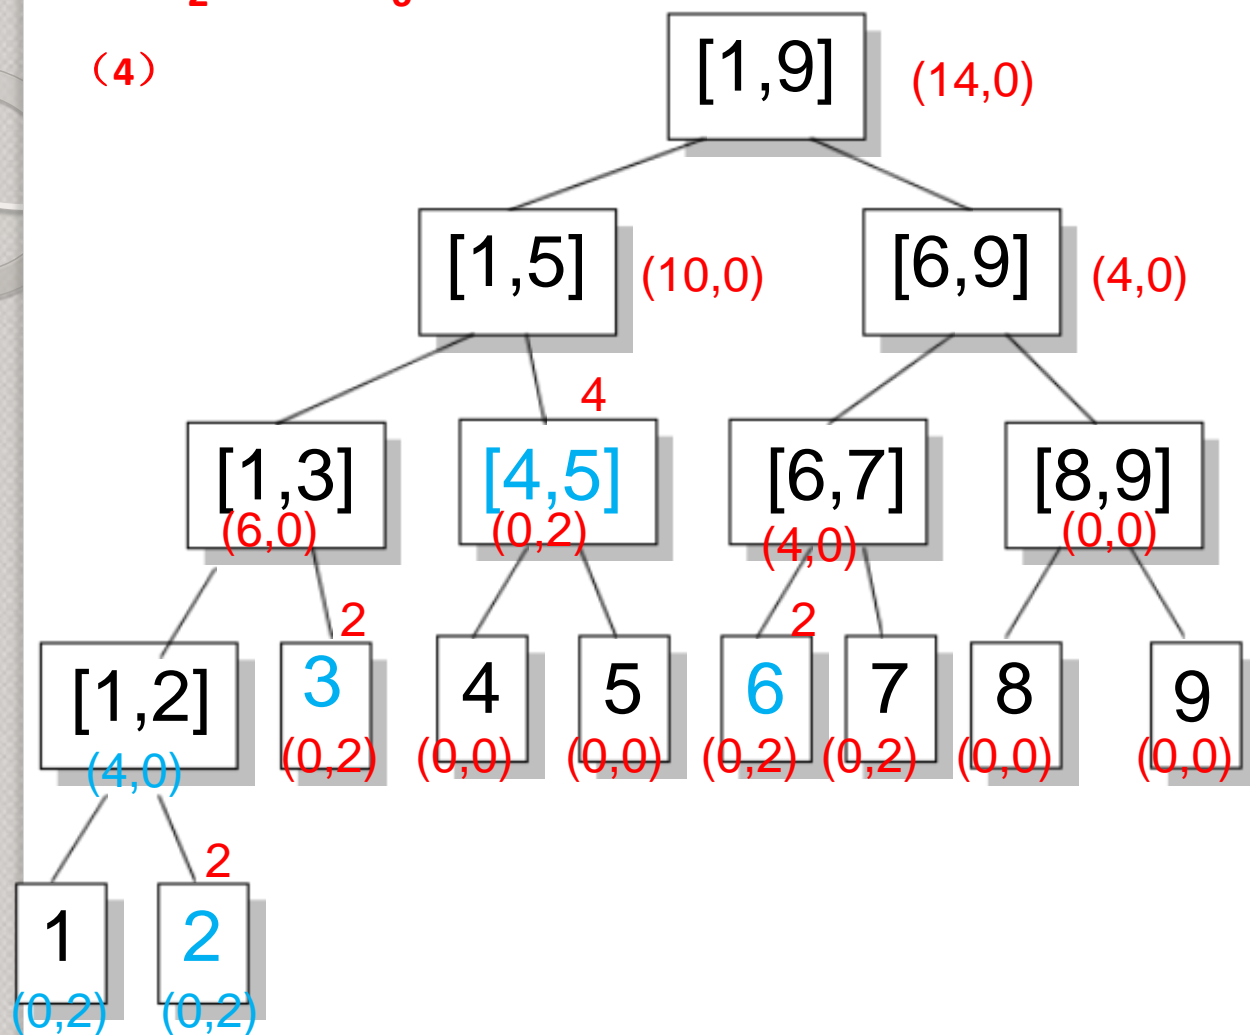 （4）
[1,9] (14,0)
[1,5] (10,0) [6,9] (4,0)
4
[1,3] [4,5] [6,7] [8,9]
(6,0) (0,2) (4,0) (0,0)
2 2
[1,2] 3 4 5 6 7 8 9
(4,0) (0,2) (0,0) (0,0) (0,2) (0,2) (0,0) (0,0)
2
1 2
(0,2) (0,2)